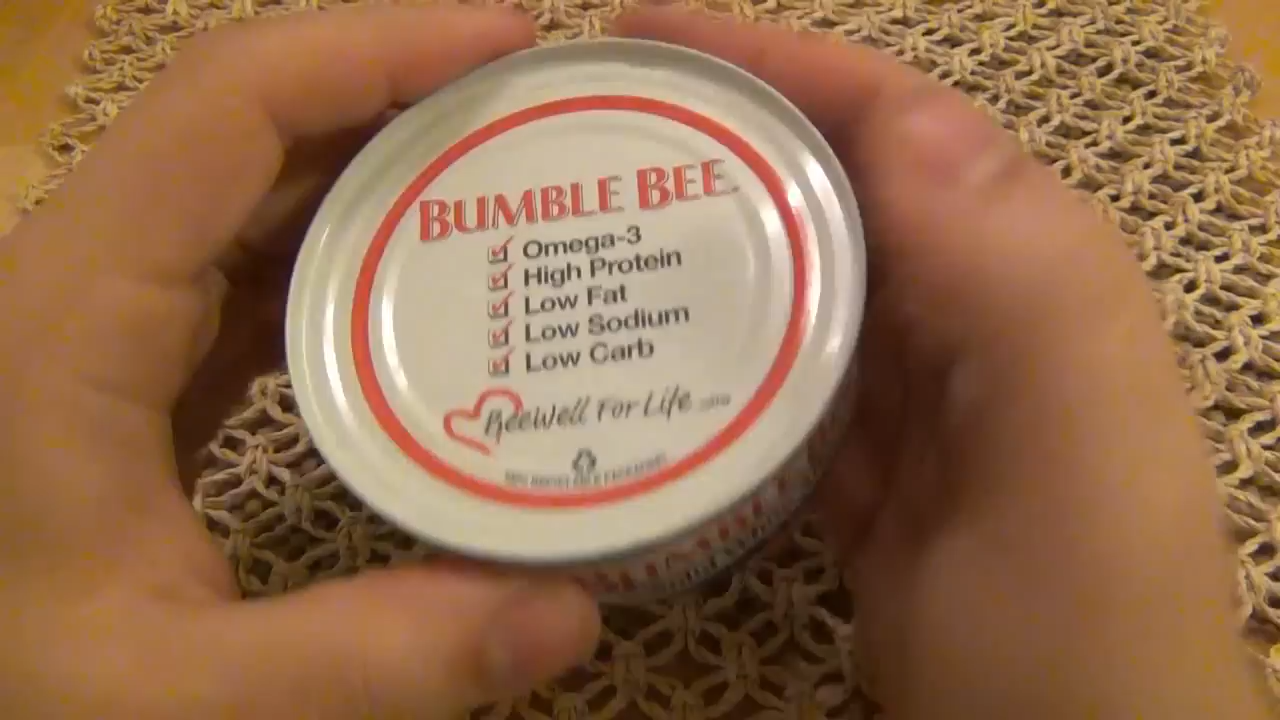 BUMBLE BEE
Omega-3
High Protein
Low Fat
Low Sodium
Low Carb
BeeWell For Life